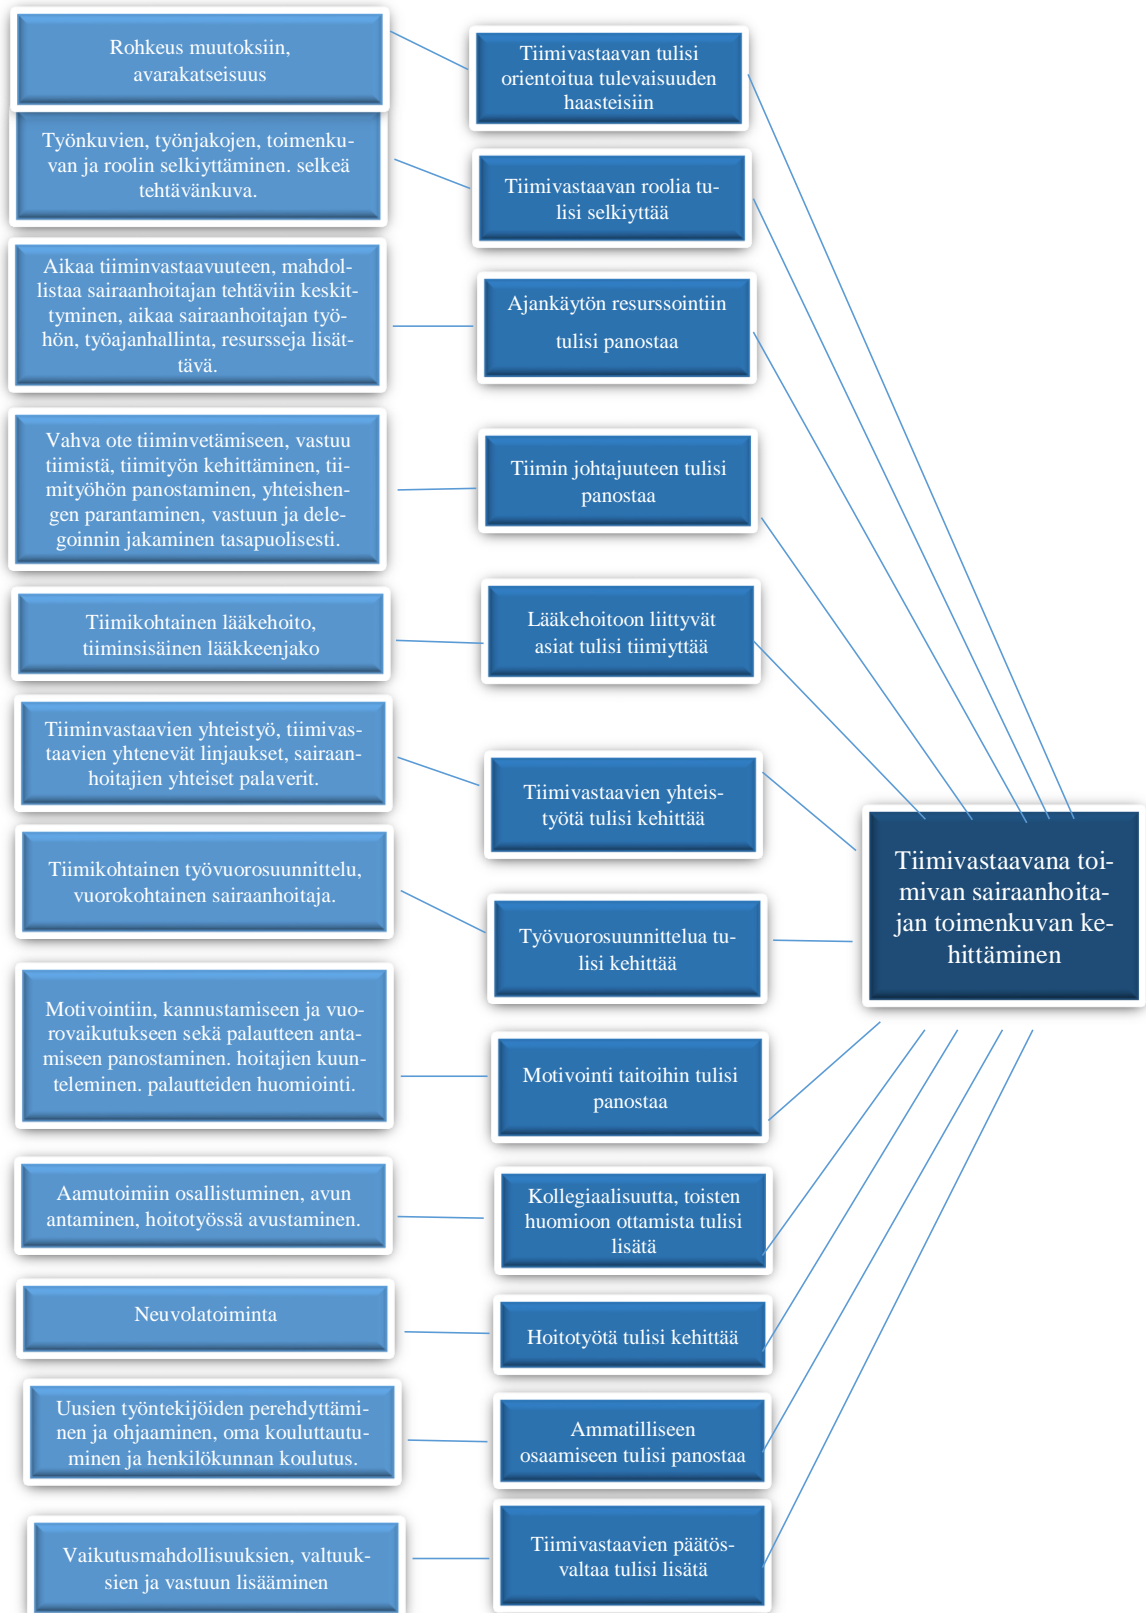 Rohkeus muutoksiin,
avarakatseisuus
Tiimivastaavan tulisi
orientoitua tulevaisuuden
haasteisiin
Työnkuvien, työnjakojen, toimenku-
van ja roolin selkiyttäminen. selkeä
tehtävänkuva.
Tiimivastaavan roolia tu-
lisi selkiyttää
Aikaa tiiminvastaavuuteen, mahdol-
listaa sairaanhoitajan tehtäviin keskit-
tyminen, aikaa sairaanhoitajan työ-
hön, työajanhallinta, resursseja lisät-
tävä.
Ajankäytön resurssointiin
tulisi panostaa
Vahva ote tiiminvetämiseen, vastuu
tiimistä, tiimityön kehittäminen, tii-
mityöhön panostaminen, yhteishen-
gen parantaminen, vastuun ja dele-
goinnin jakaminen tasapuolisesti.
Tiimin johtajuuteen tulisi
panostaa
Tiimikohtainen lääkehoito,
tiiminsisäinen lääkkeenjako
Lääkehoitoon liittyvät
asiat tulisi tiimiyttää
Tiiminvastaavien yhteistyö, tiimivas-
taavien yhtenevät linjaukset, sairaan-
hoitajien yhteiset palaverit.
Tiimivastaavien yhteis-
työtä tulisi kehittää
Tiimikohtainen työvuorosuunnittelu,
vuorokohtainen sairaanhoitaja.
Työvuorosuunnittelua tu-
lisi kehittää
Tiimivastaavana toi-
mivan sairaanhoita-
jan toimenkuvan ke-
hittäminen
Motivointiin, kannustamiseen ja vuo-
rovaikutukseen sekä palautteen anta-
miseen panostaminen. hoitajien kuun-
teleminen. palautteiden huomiointi.
Motivointi taitoihin tulisi
panostaa
Aamutoimiin osallistuminen, avun
antaminen, hoitotyössä avustaminen.
Kollegiaalisuutta, toisten
huomioon ottamista tulisi
lisätä
Neuvolatoiminta
Hoitotyötä tulisi kehittää
Uusien työntekijöiden perehdyttämi-
nen ja ohjaaminen, oma kouluttautu-
minen ja henkilökunnan koulutus.
Ammatilliseen
osaamiseen tulisi panostaa
Vaikutusmahdollisuuksien, valtuuk-
sien ja vastuun lisääminen
Tiimivastaavien päätös-
valtaa tulisi lisätä